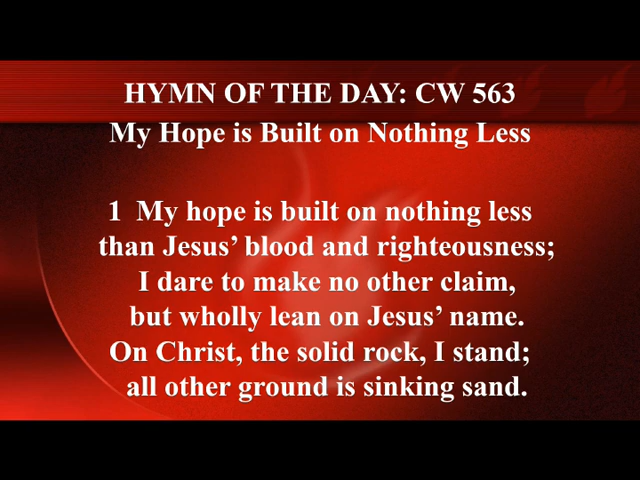 HYMN OF THE DAY: CW 563
My Hope is Built on Nothing Less
1 My hope is built on nothing less
than Jesus’ blood and righteousness;
I dare to make no other claim,
but wholly lean on Jesus’ name.
On Christ, the solid rock, I stand;
all other ground is sinking sand.